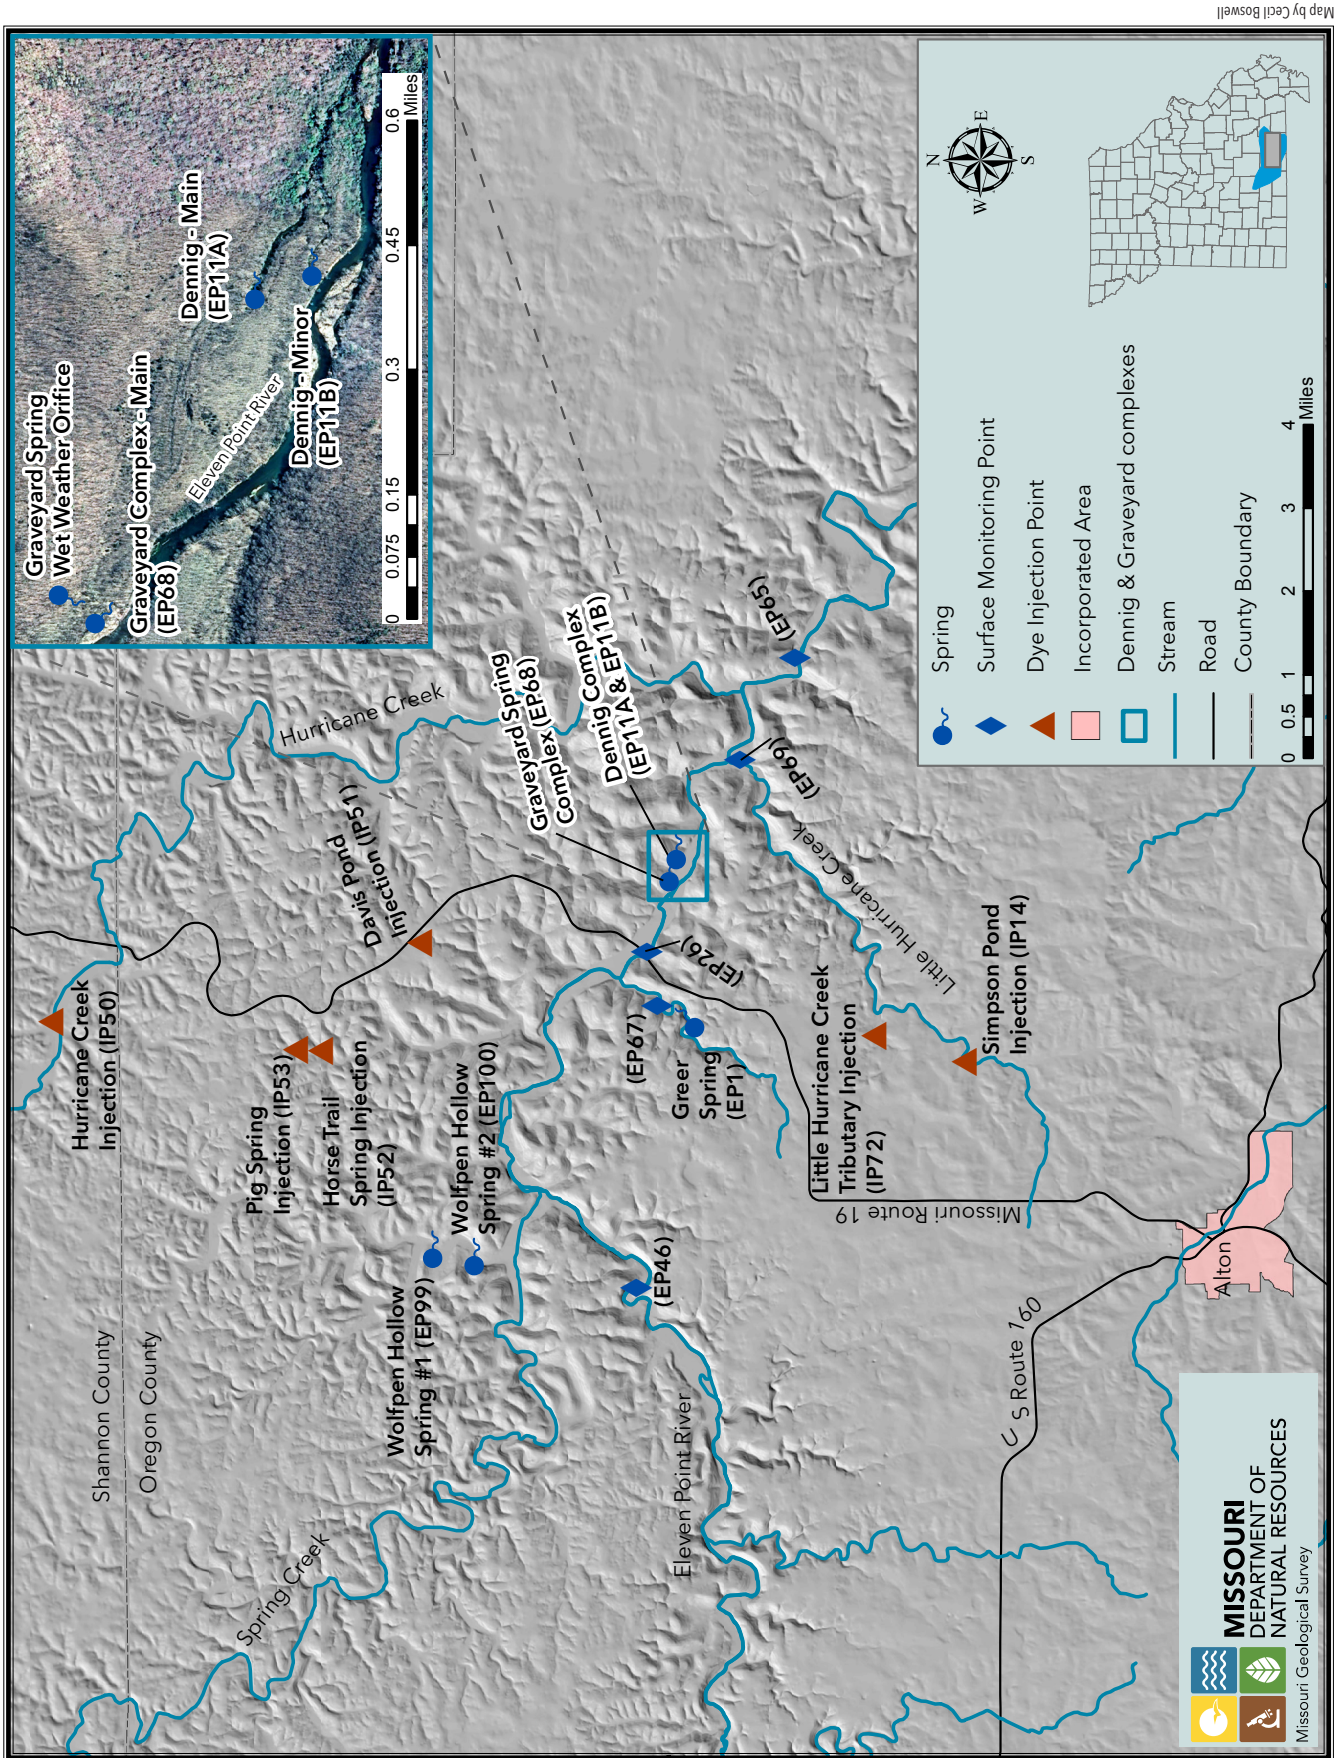 Map by Cecil Boswell
Graveyard Spring
Wet Weather Orifice
Graveyard Complex - Main
(EP68)
Dennig - Main
(EP11A)
Dennig - Minor
(EP11B)
Eleven Point River
0 0.075 0.15 0.3 0.45 0.6
Miles
Shannon County
Oregon County
Spring Creek
Hurricane Creek
Injection (IP50)
Pig Spring
Injection (IP53)
Horse Trail
Spring Injection
(IP52)
Davis Pond
Injection (IP51)
Hurricane Creek
Wolfpen Hollow
Spring #1 (EP99)
Wolfpen Hollow
Spring #2 (EP100)
Graveyard Spring
Complex (EP68)
Dennig Complex
(EP11A & EP11B)
(EP46)
(EP67)
Greer
Spring
(EP1)
(EP26)
(EP69)
(EP65)
Eleven Point River
Little Hurricane Creek
Little Hurricane Creek
Tributary Injection
(IP72)
Simpson Pond
Injection (IP14)
Missouri Route 19
U S Route 160
Alton
N
W
E
S
Spring
Surface Monitoring Point
Dye Injection Point
Incorporated Area
Dennig & Graveyard complexes
Stream
Road
County Boundary
0 0.5 1 2 3 4
Miles
MISSOURI
DEPARTMENT OF
NATURAL RESOURCES
Missouri Geological Survey